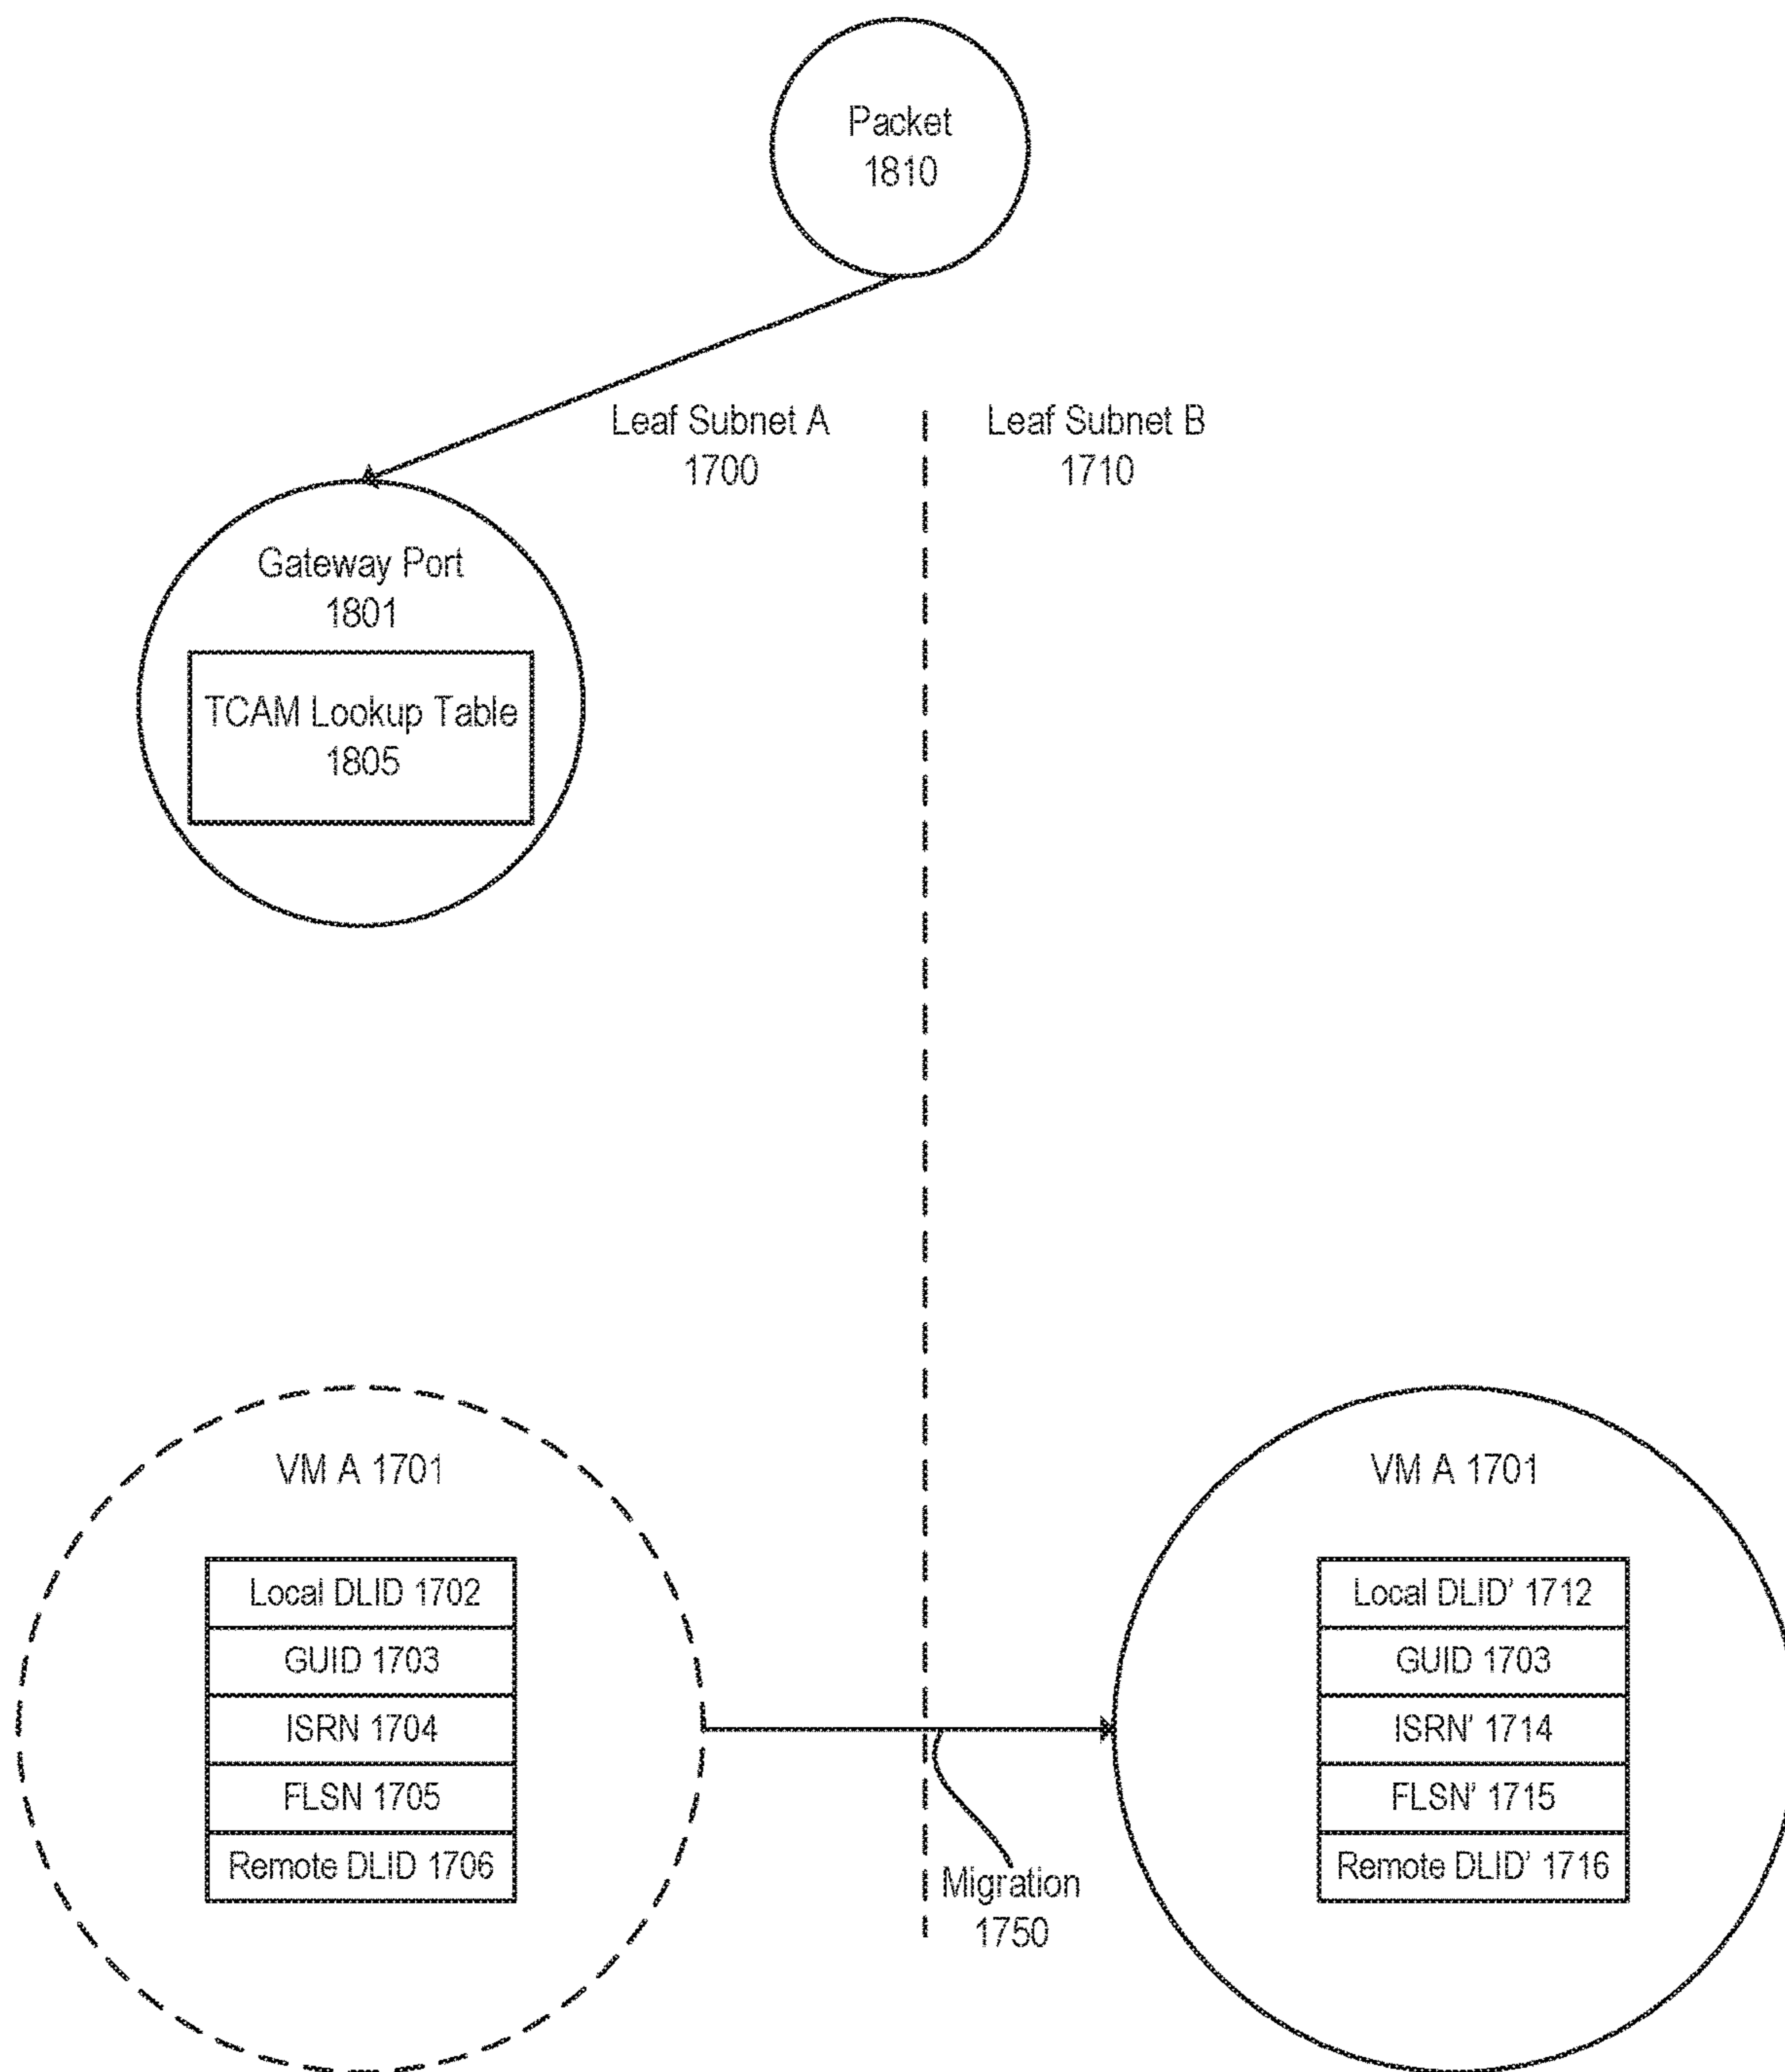 Packet
1810
Leaf Subnet A
1700
Leaf Subnet B
1710
Gateway Port
1801
TCAM Lookup Table
1805
VM A 1701
Local DLID 1702
GUID 1703
ISRN 1704
FLSN 1705
Remote DLID 1706
Migration
1750
VM A 1701
Local DLID' 1712
GUID 1703
ISRN' 1714
FLSN' 1715
Remote DLID' 1716